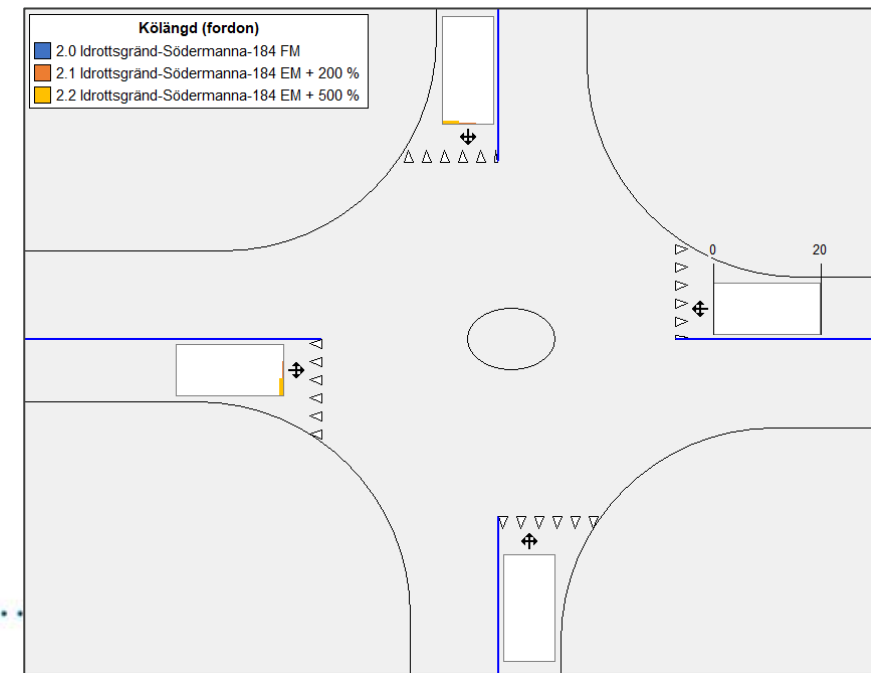 Kölängd (fordon)
2.0 Idrottsgränd-Södermanna-184 FM
2.1 Idrottsgränd-Södermanna-184 EM + 200 %
2.2 Idrottsgränd-Södermanna-184 EM + 500 %
0 20